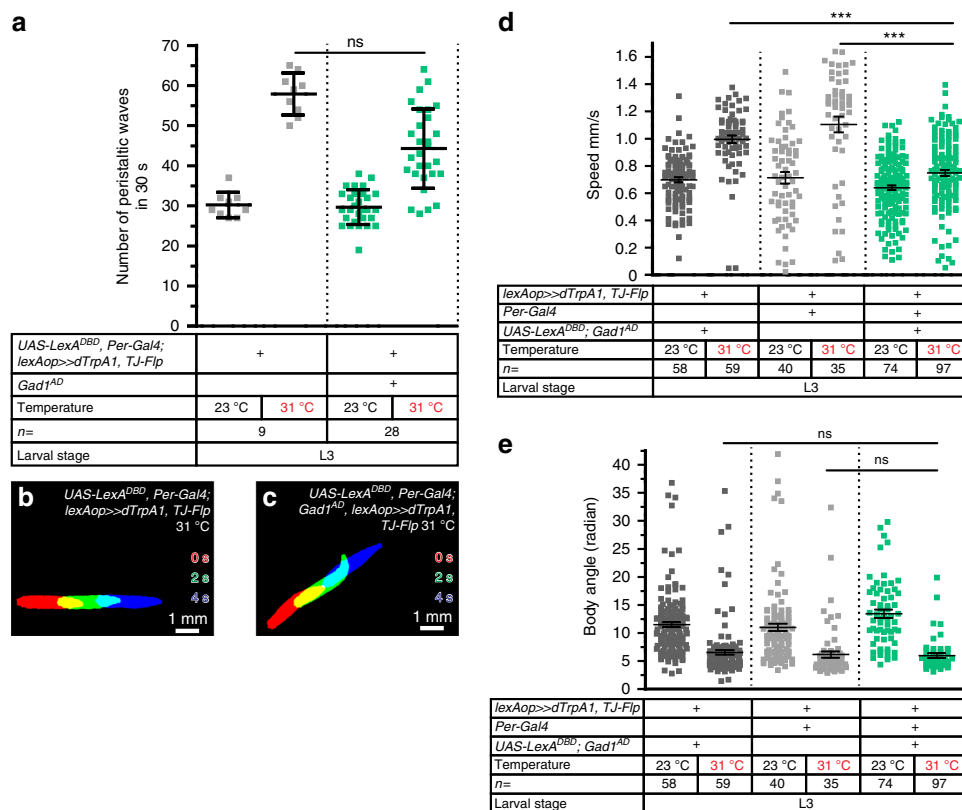 a
ns
Number of peristaltic waves
in 30 s
70
60
50
40
30
20
10
0
UAS-LexA^DBD, Per-Gal4;
lexAop>>dTrpA1, TJ-Flp
+ +
Gad1^AD +
Temperature 23 °C 31 °C 23 °C 31 °C
n= 9 28
Larval stage L3
b
UAS-LexA^DBD, Per-Gal4;
lexAop>>dTrpA1, TJ-Flp
31 °C
0 s
2 s
4 s
1 mm
c
UAS-LexA^DBD, Per-Gal4;
Gad1^AD, lexAop>>dTrpA1,
TJ-Flp 31 °C
0 s
2 s
4 s
1 mm
d
***
***
Speed mm/s
1.6
1.4
1.2
1.0
0.8
0.6
0.4
0.2
0
lexAop>>dTrpA1, TJ-Flp + + +
Per-Gal4 + +
UAS-LexA^DBD; Gad1^AD + +
Temperature 23 °C 31 °C 23 °C 31 °C 23 °C 31 °C
n= 58 59 40 35 74 97
Larval stage L3
e
ns
ns
Body angle (radian)
40
35
30
25
20
15
10
5
0
lexAop>>dTrpA1, TJ-Flp + + +
Per-Gal4 + +
UAS-LexA^DBD; Gad1^AD + +
Temperature 23 °C 31 °C 23 °C 31 °C 23 °C 31 °C
n= 58 59 40 35 74 97
Larval stage L3